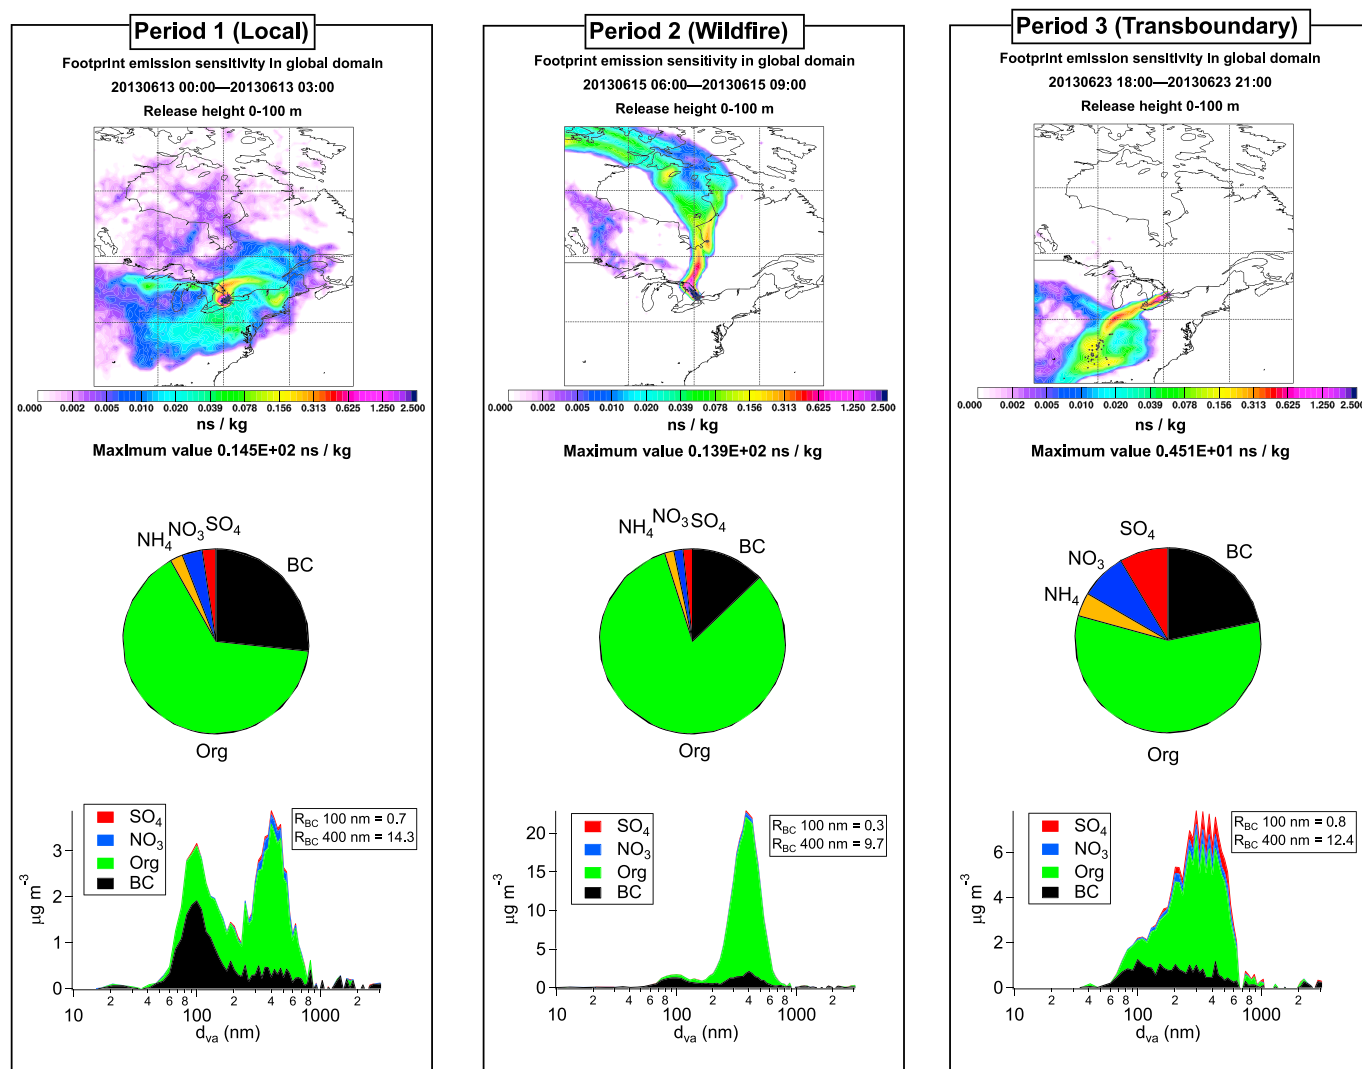 Period 1 (Local)
Footprint emission sensitivity in global domain
20130613 00:00—20130613 03:00
Release height 0-100 m
0.000 0.002 0.005 0.010 0.020 0.039 0.078 0.156 0.313 0.625 1.250 2.500
ns / kg
Maximum value 0.145E+02 ns / kg
NH4 NO3 SO4
BC
Org
SO4
NO3
Org
BC
RBC 100 nm = 0.7
RBC 400 nm = 14.3
µg m-3
3
2
1
0
2 4 6 8 2 4 6 8
10 100 1000
dva (nm)
Period 2 (Wildfire)
Footprint emission sensitivity in global domain
20130615 06:00—20130615 09:00
Release height 0-100 m
0.000 0.002 0.005 0.010 0.020 0.039 0.078 0.156 0.313 0.625 1.250 2.500
ns / kg
Maximum value 0.139E+02 ns / kg
NH4 NO3 SO4
BC
Org
SO4
NO3
Org
BC
RBC 100 nm = 0.3
RBC 400 nm = 9.7
µg m-3
20
15
10
5
0
2 4 6 8 2 4 6 8 2
10 100 1000
dva (nm)
Period 3 (Transboundary)
Footprint emission sensitivity in global domain
20130623 18:00—20130623 21:00
Release height 0-100 m
0.000 0.002 0.005 0.010 0.020 0.039 0.078 0.156 0.313 0.625 1.250 2.500
ns / kg
Maximum value 0.451E+01 ns / kg
SO4
NO3
NH4
BC
Org
SO4
NO3
Org
BC
RBC 100 nm = 0.8
RBC 400 nm = 12.4
µg m-3
6
4
2
0
2 4 6 8 2 4 6 8 2
10 100 1000
dva (nm)